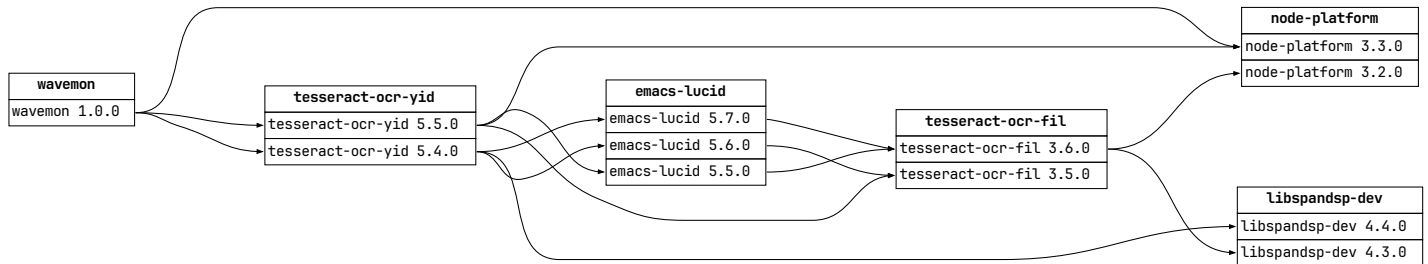 wavemon
wavemon 1.0.0
tesseract-ocr-yid
tesseract-ocr-yid 5.5.0
tesseract-ocr-yid 5.4.0
emacs-lucid
emacs-lucid 5.7.0
emacs-lucid 5.6.0
emacs-lucid 5.5.0
tesseract-ocr-fil
tesseract-ocr-fil 3.6.0
tesseract-ocr-fil 3.5.0
node-platform
node-platform 3.3.0
node-platform 3.2.0
libspandsp-dev
libspandsp-dev 4.4.0
libspandsp-dev 4.3.0